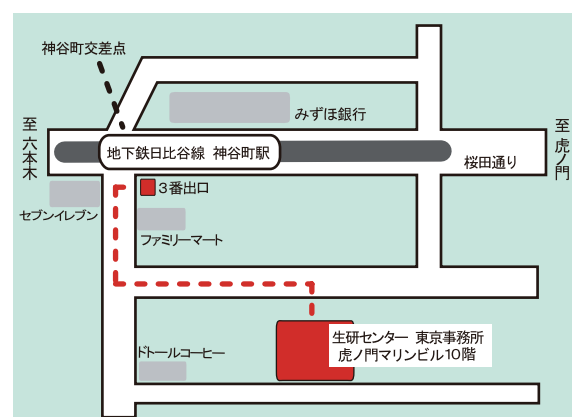 神谷町交差点
みずほ銀行
至 六本木
至 虎ノ門
地下鉄日比谷線 神谷町駅
桜田通り
3番出口
セブンイレブン
ファミリーマート
生研センター 東京事務所
虎ノ門マリンビル10階
ドトールコーヒー